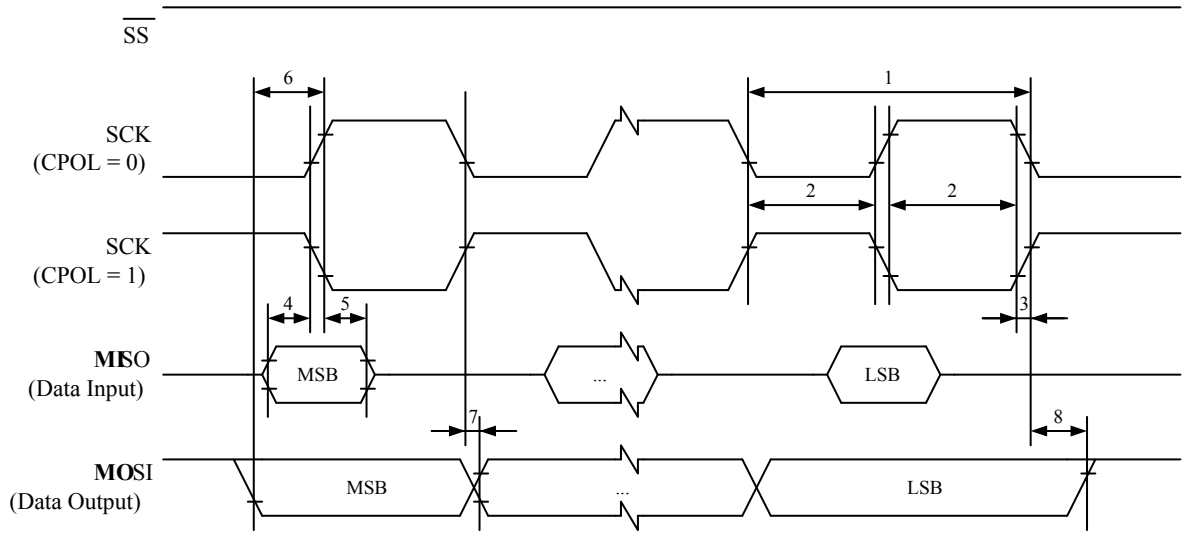 SS
6
1
SCK
(CPOL = 0)
2
2
SCK
(CPOL = 1)
4
5
3
MISO
(Data Input)
MSB
...
LSB
7
8
MOSI
(Data Output)
MSB
...
LSB